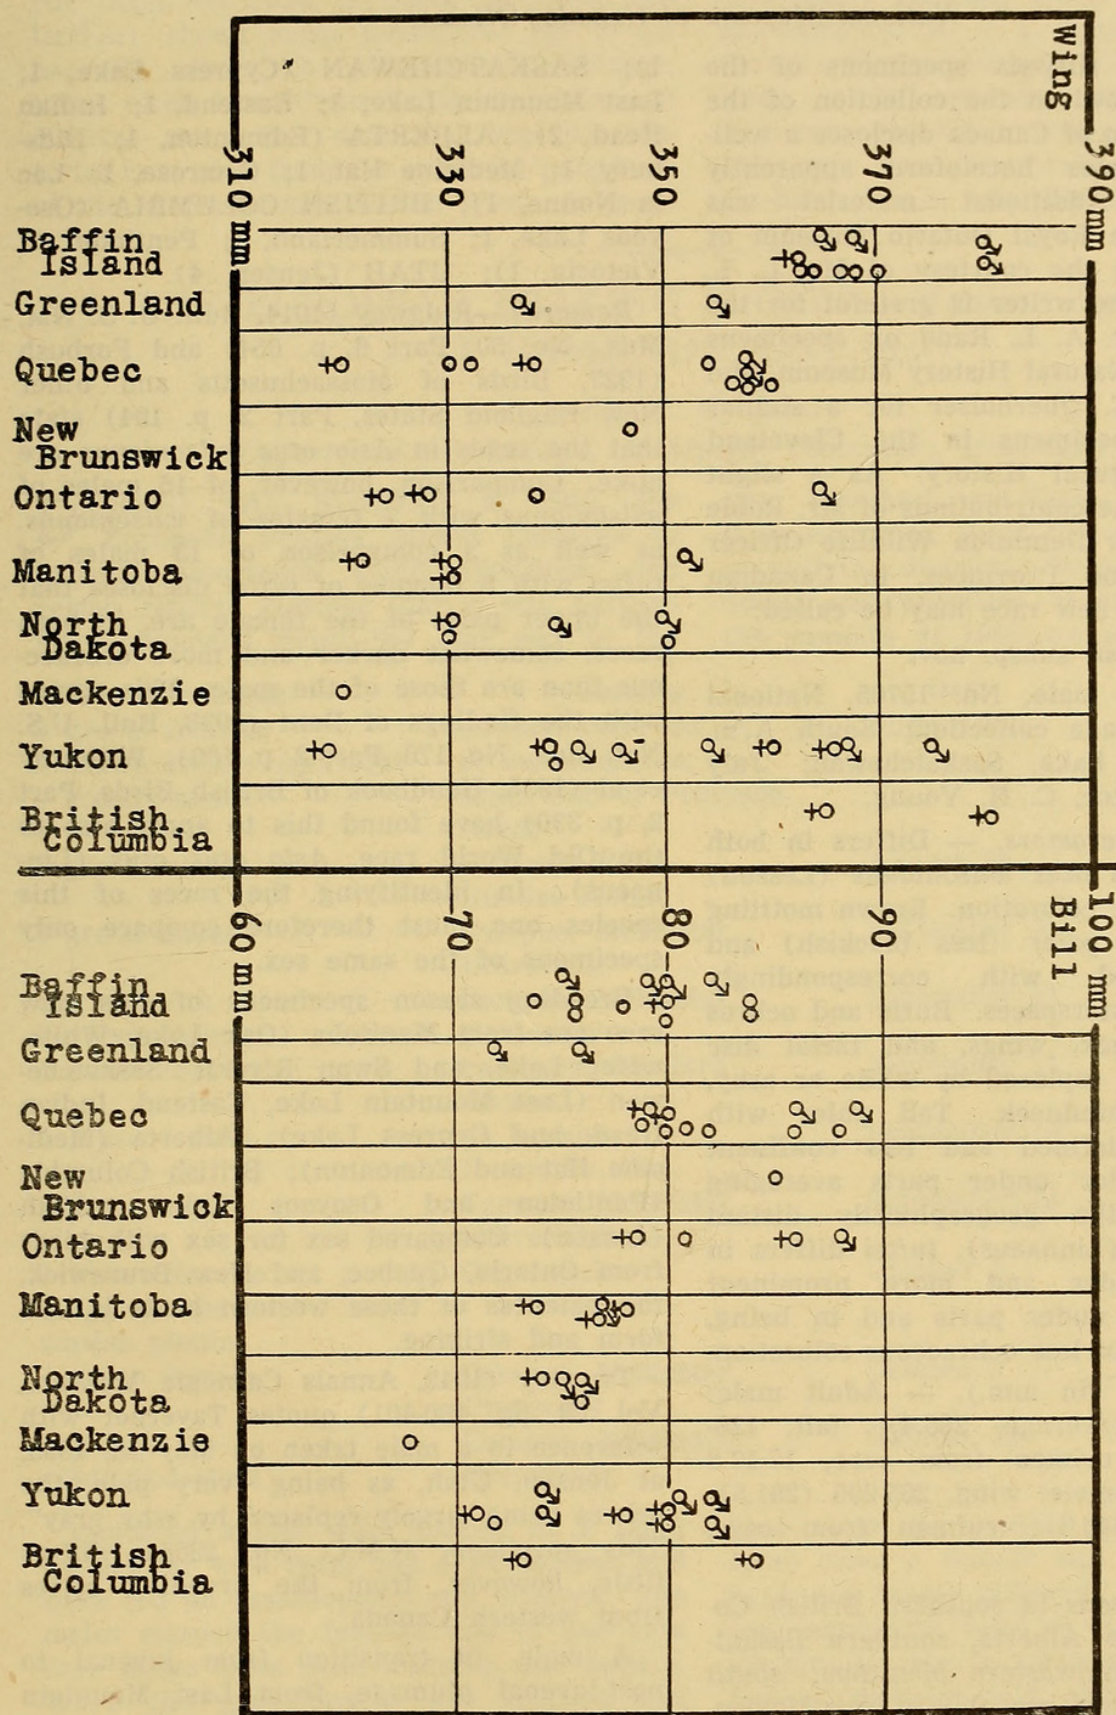 Wing
310 mm
330
350
370
390 mm
Baffin
Island
Greenland
Quebec
New
Brunswick
Ontario
Manitoba
North
Dakota
Mackenzie
Yukon
British
Columbia
60 mm
70
80
90
100 mm
Bill
Baffin
Island
Greenland
Quebec
New
Brunswick
Ontario
Manitoba
North
Dakota
Mackenzie
Yukon
British
Columbia